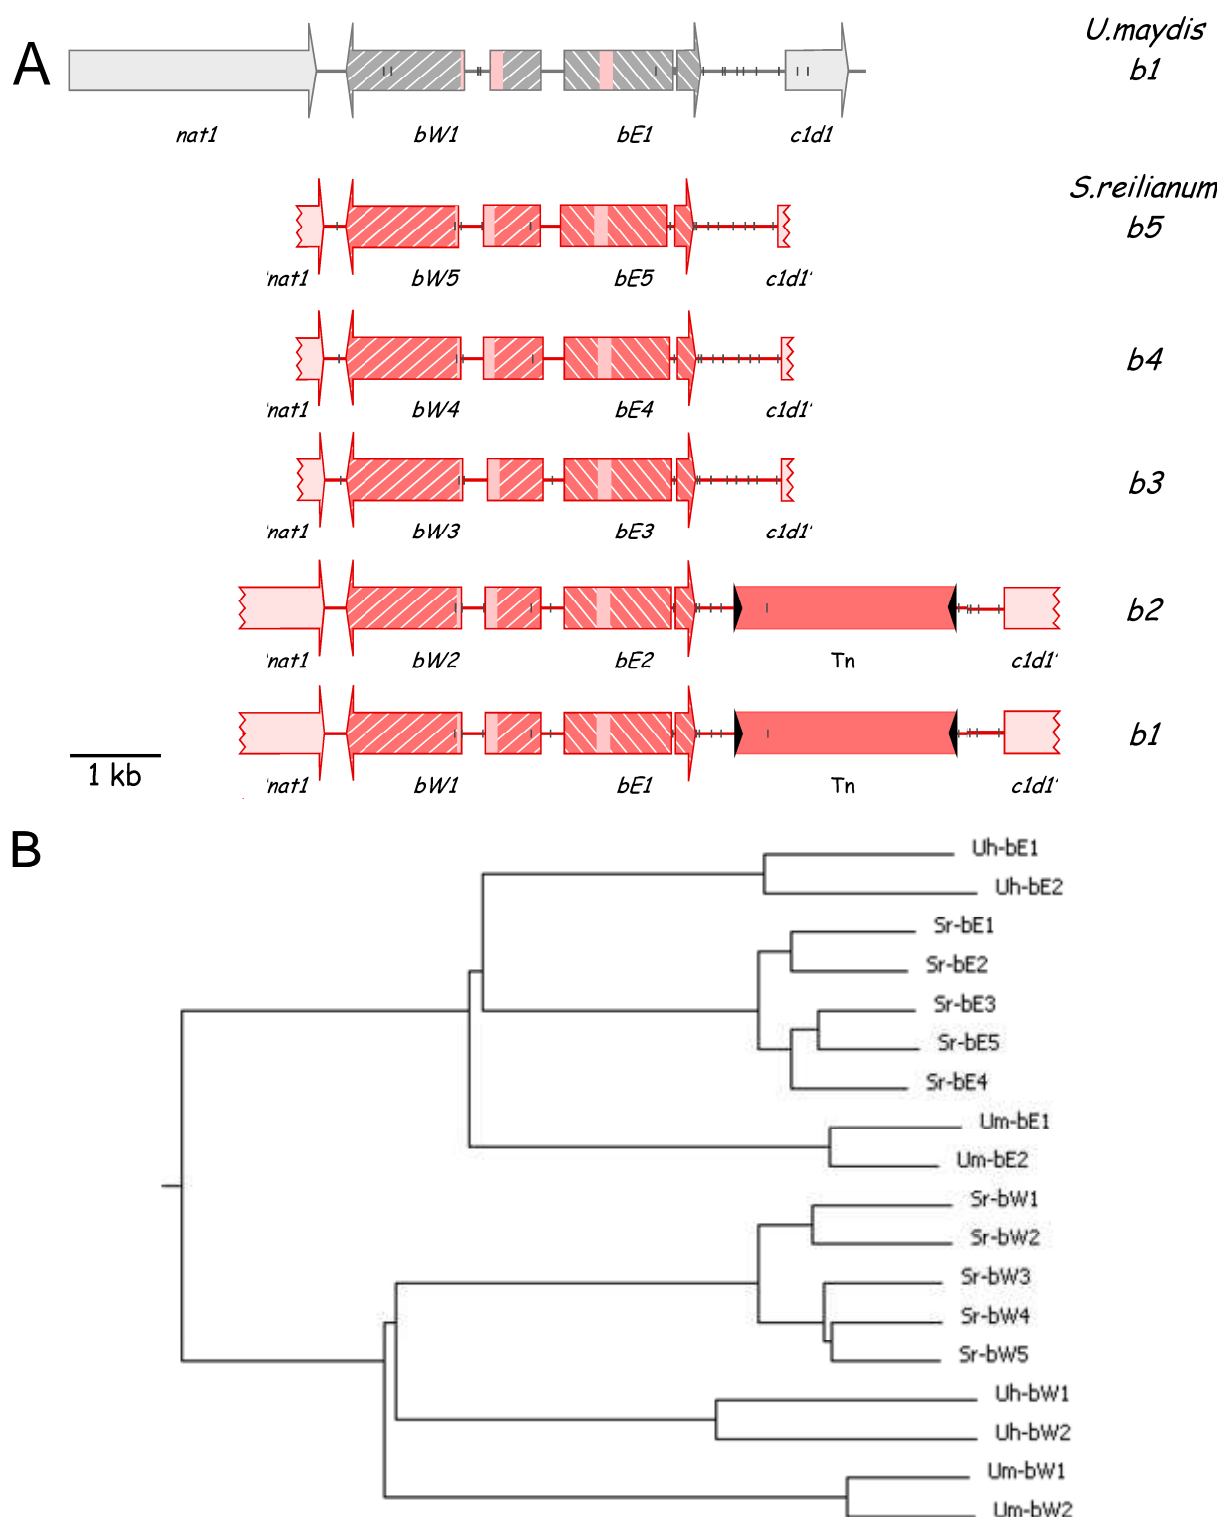 A
U.maydis
b1
nat1 bW1 bE1 c1d1
S.reilianum
b5
'nat1 bW5 bE5 c1d1'
b4
'nat1 bW4 bE4 c1d1'
b3
'nat1 bW3 bE3 c1d1'
b2
'nat1 bW2 bE2 Tn c1d1'
b1
1 kb
'nat1 bW1 bE1 Tn c1d1'
B
Uh-bE1
Uh-bE2
Sr-bE1
Sr-bE2
Sr-bE3
Sr-bE5
Sr-bE4
Um-bE1
Um-bE2
Sr-bW1
Sr-bW2
Sr-bW3
Sr-bW4
Sr-bW5
Uh-bW1
Uh-bW2
Um-bW1
Um-bW2